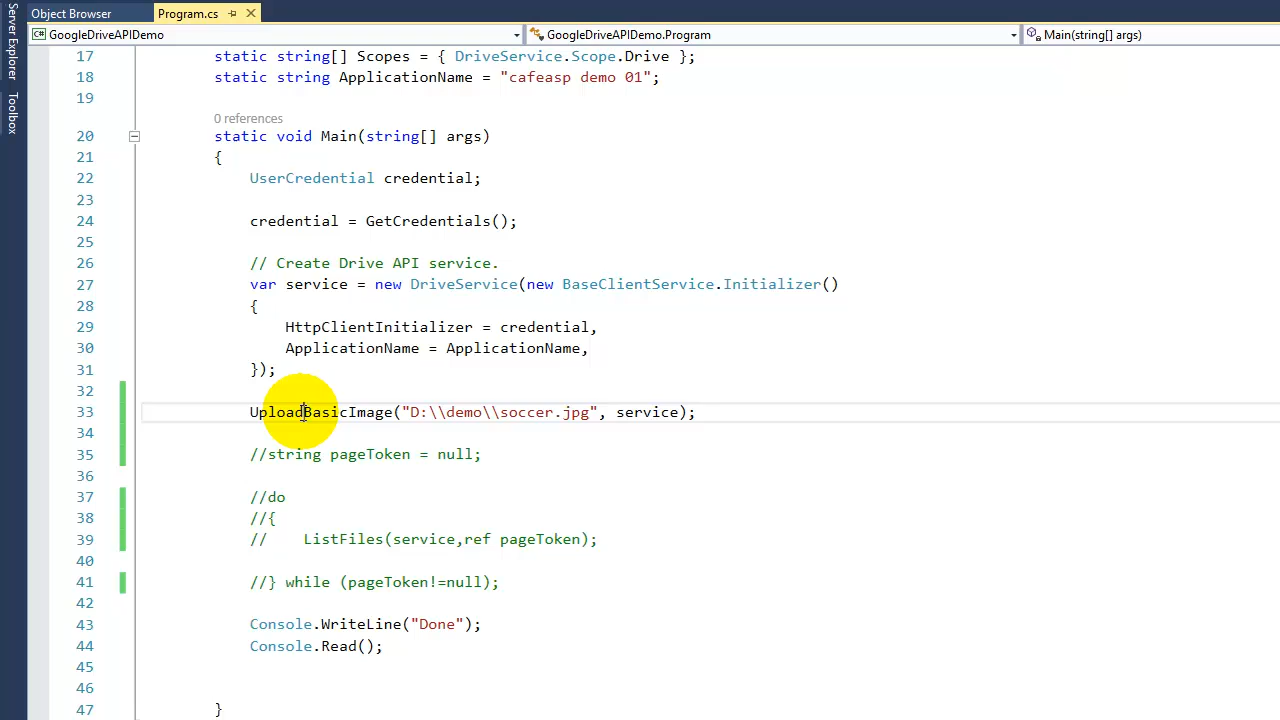 Object Browser
Program.cs
Server Explorer
Toolbox
GoogleDriveAPIDemo
GoogleDriveAPIDemo.Program
Main(string[] args)
17 static string[] Scopes = { DriveService.Scope.Drive };
18 static string ApplicationName = "cafeasp demo 01";
19
0 references
20 static void Main(string[] args)
21 {
22 UserCredential credential;
23
24 credential = GetCredentials();
25
26 // Create Drive API service.
27 var service = new DriveService(new BaseClientService.Initializer()
28 {
29 HttpClientInitializer = credential,
30 ApplicationName = ApplicationName,
31 });
32
33 UploadBasicImage("D:\\demo\\soccer.jpg", service);
34
35 //string pageToken = null;
36
37 //do
38 //{
39 // ListFiles(service,ref pageToken);
40
41 //} while (pageToken!=null);
42
43 Console.WriteLine("Done");
44 Console.Read();
45
46
47 }